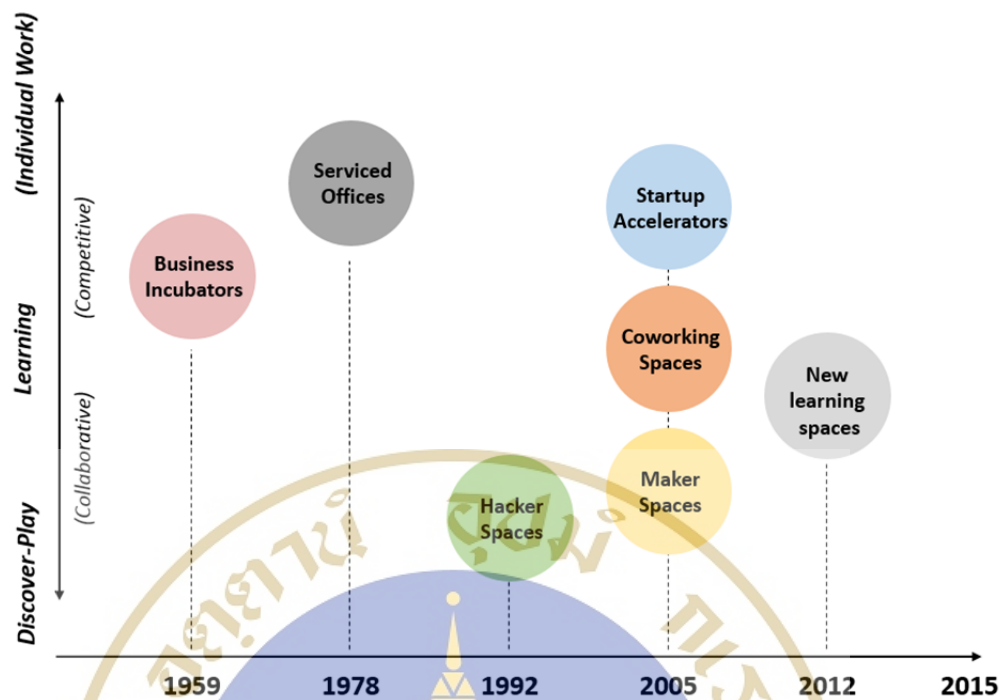 (Individual Work)
Learning
Discover-Play
(Competitive)
(Collaborative)
Business
Incubators
Serviced
Offices
Hacker
Spaces
Startup
Accelerators
Coworking
Spaces
Maker
Spaces
New
learning
spaces
1959
1978
1992
2005
2012
2015